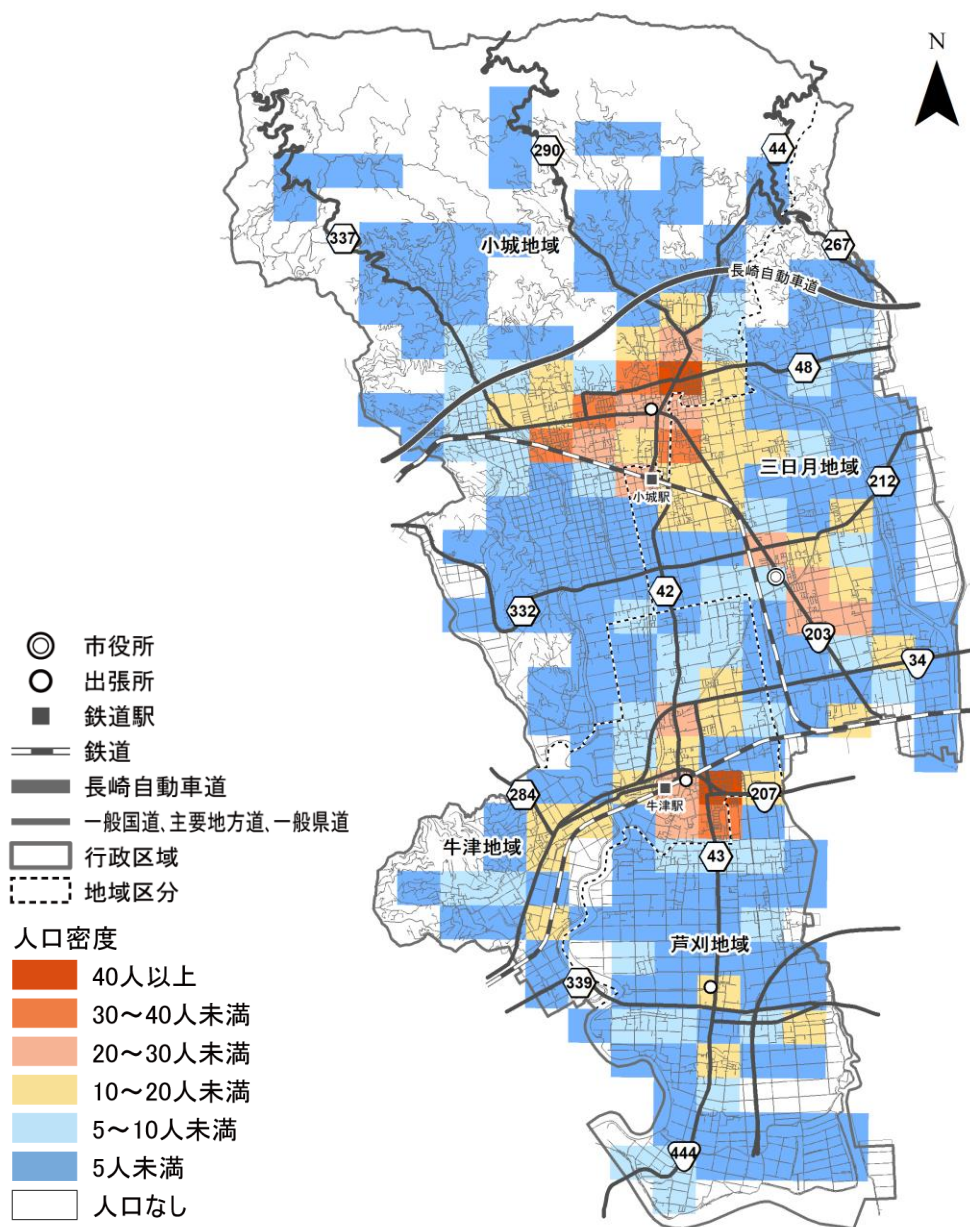 N
290
44
337
小城地域
267
長崎自動車道
48
三日月地域
212
小城駅
332
42
203
34
市役所
出張所
鉄道駅
鉄道
長崎自動車道
一般国道、主要地方道、一般県道
行政区域
地域区分
284
牛津駅
207
牛津地域
43
芦刈地域
339
444
人口密度
40人以上
30～40人未満
20～30人未満
10～20人未満
5～10人未満
5人未満
人口なし